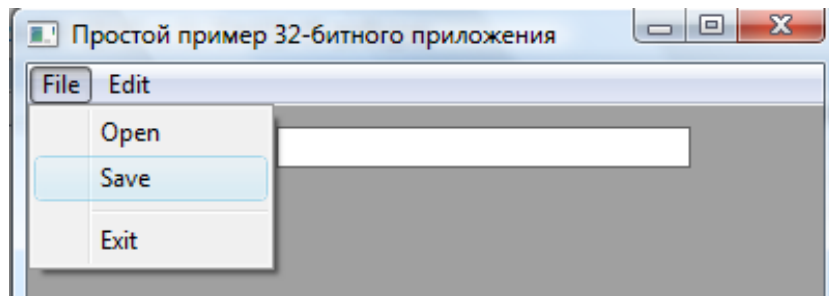 Простой пример 32-битного приложения
File Edit
Open
Save
Exit